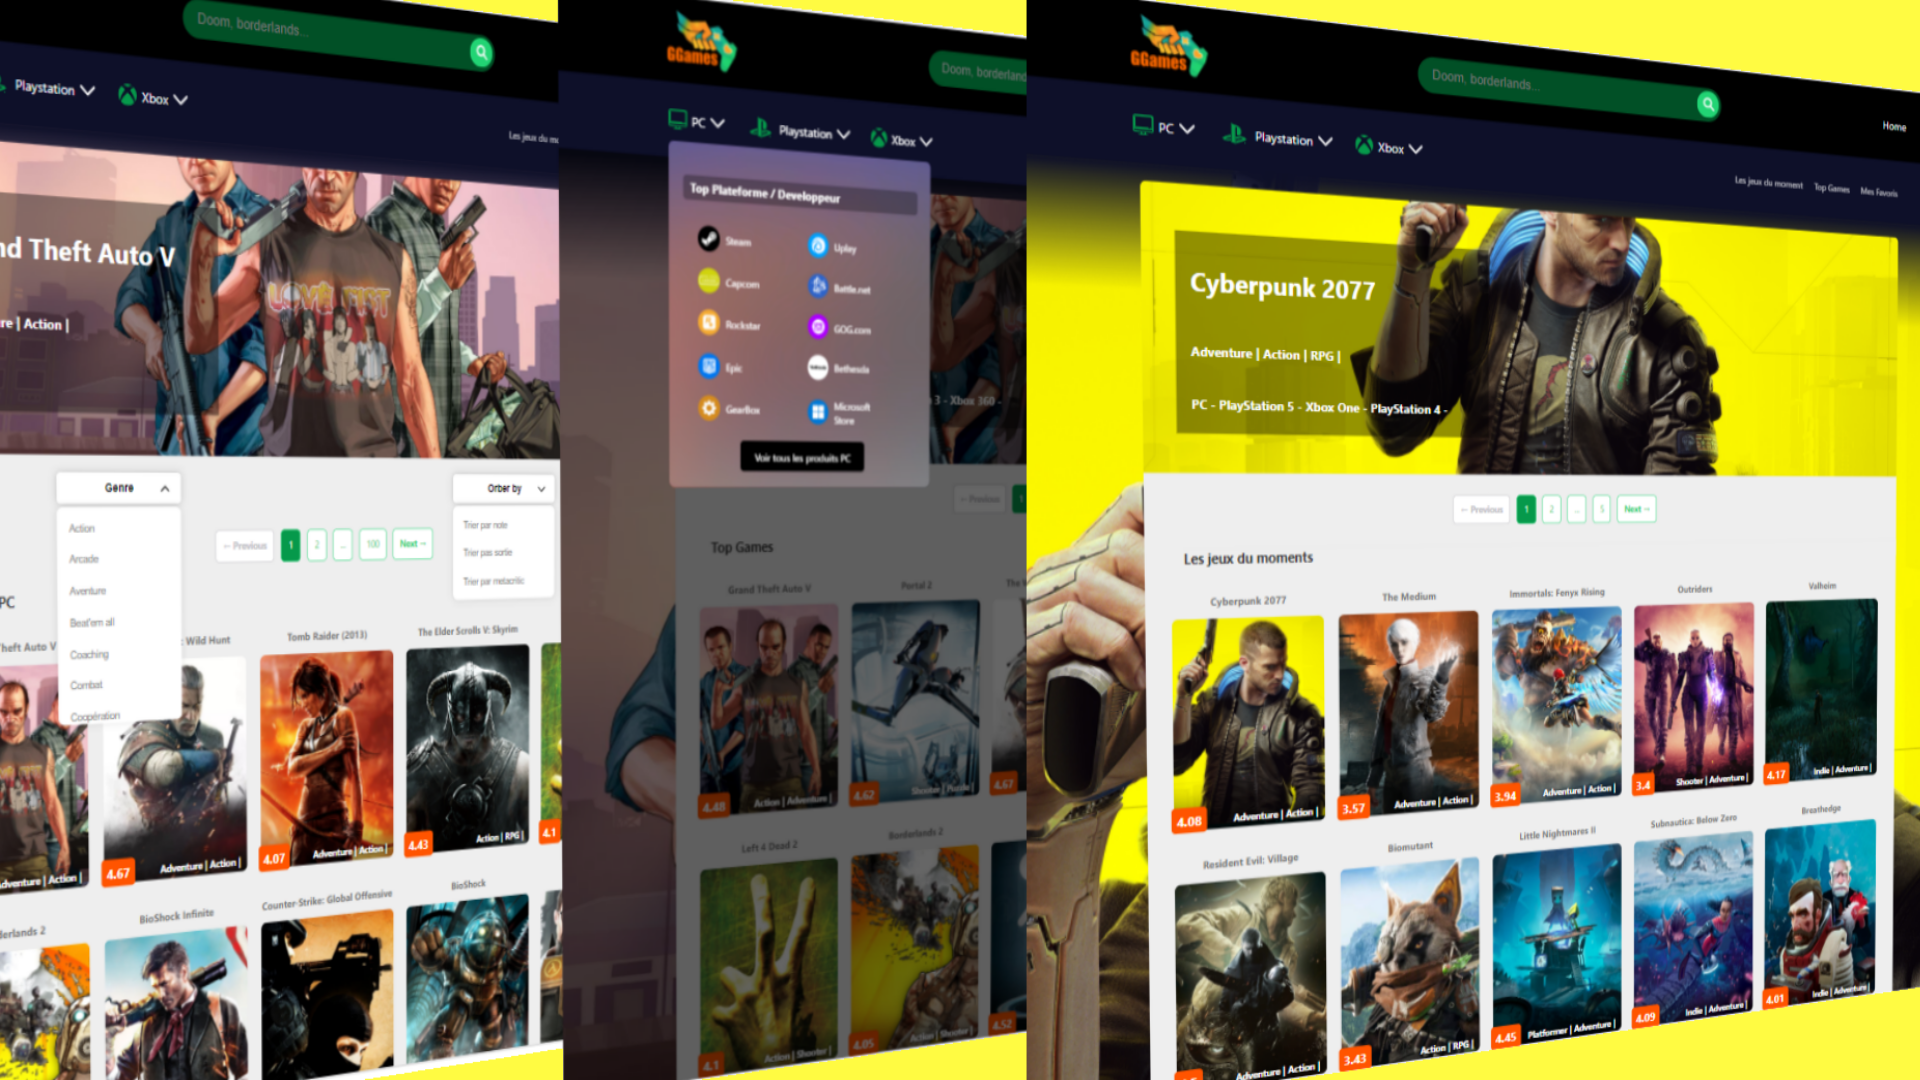 Doom, borderlands...
Playstation
Xbox
Les jeux du mo
nd Theft Auto V
re | Action |
Genre
Action
Arcade
Aventure
Beat'em all
Coaching
Combat
Coopération
← Previous
1
2
...
100
Next →
Orber by
Trier par note
Trier pas sortie
Trier par metacritic
PC
heft Auto V
: Wild Hunt
Tomb Raider (2013)
The Elder Scrolls V: Skyrim
LOVE FIST
dventure | Action |
4.67
Adventure | Action |
4.07
Adventure | Action |
4.43
Action | RPG |
4.1
derlands 2
BioShock Infinite
Counter-Strike: Global Offensive
BioShock
GGames
Doom, borderland
PC
Playstation
Xbox
Top Plateforme / Developpeur
Steam
Uplay
Capcom
Battle.net
Rockstar
GOG.com
Epic
Bethesda
GearBox
Microsoft
Store
Voir tous les produits PC
3 - Xbox 360 -
← Previous
1
Top Games
Grand Theft Auto V
Portal 2
The
4.48
Action | Adventure |
4.62
Shooter | Puzzle |
4.67
Left 4 Dead 2
Borderlands 2
4.1
Action | Shooter |
4.05
Action | Shooter |
4.52
GGames
Doom, borderlands...
Home
PC
Playstation
Xbox
Les jeux du moment
Top Games
Mes Favoris
Cyberpunk 2077
Adventure | Action | RPG |
PC - PlayStation 5 - Xbox One - PlayStation 4 -
← Previous
1
2
...
5
Next →
Les jeux du moments
Cyberpunk 2077
The Medium
Immortals: Fenyx Rising
Outriders
Valheim
4.08
Adventure | Action |
3.57
Adventure | Action |
3.94
Adventure | Action |
3.4
Shooter | Adventure |
4.17
Indie | Adventure |
Resident Evil: Village
Biomutant
Little Nightmares II
Subnautica: Below Zero
Breathedge
Adventure | Action |
3.43
Action | RPG |
4.45
Platformer | Adventure |
4.09
Indie | Adventure |
4.01
Indie | Adventure |